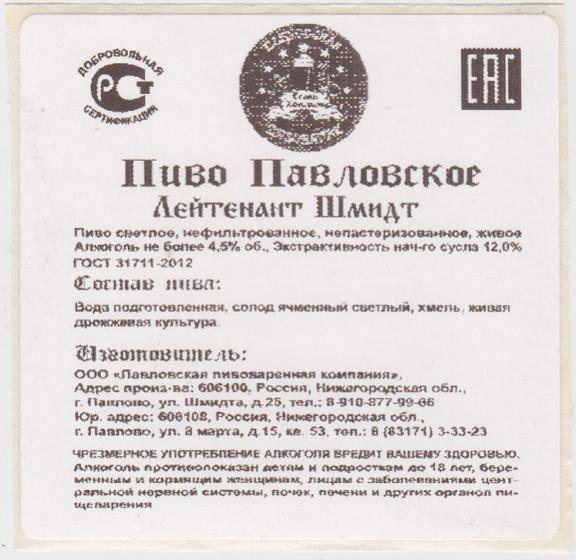 ДОБРОВОЛЬНАЯ
РСТ
СЕРТИФИКАЦИЯ
ЕАС
Пиво Павловское
Лейтенант Шмидт
Пиво светлое, нефильтрованное, непастеризованное, живое
Алкоголь не более 4,5% об., Экстрактивность нач-го сусла 12,0%
ГОСТ 31711-2012
Состав пива:
Вода подготовленная, солод ячменный светлый, хмель, живая
дрожжевая культура.
Изготовитель:
ООО «Павловская пивоваренная компания»,
Адрес произ-ва: 606100, Россия, Нижегородская обл.,
г. Павлово, ул. Шмидта, д.25, тел.: 8-910-877-99-66
Юр. адрес: 606108, Россия, Нижегородская обл.,
г. Павлово, ул. 8 марта, д.15, кв. 53, тел.: 8 (83171) 3-33-23
ЧРЕЗМЕРНОЕ УПОТРЕБЛЕНИЕ АЛКОГОЛЯ ВРЕДИТ ВАШЕМУ ЗДОРОВЬЮ.
Алкоголь противопоказан детям и подросткам до 18 лет, бере-
менным и кормящим женщинам, лицам с заболеваниями цент-
ральной нервной системы, почек, печени и других органов пи-
щеварения